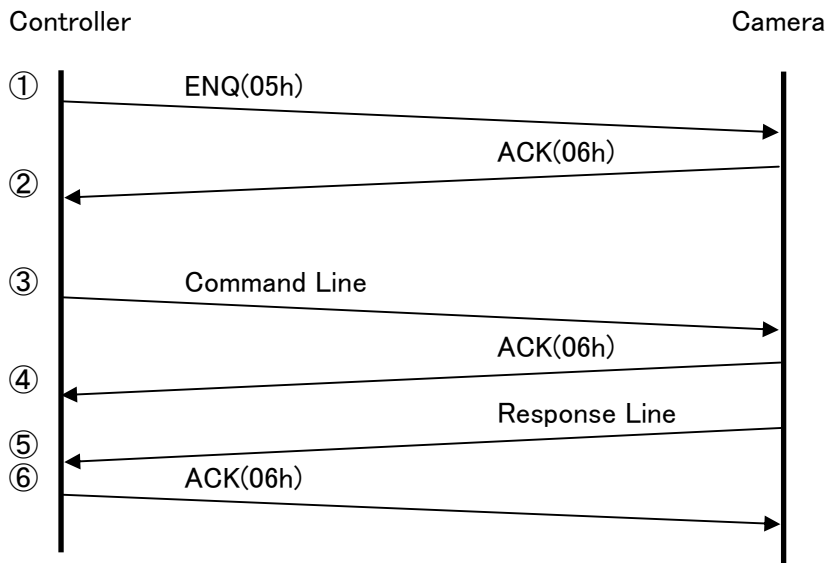 Controller
Camera
① ENQ(05h)
ACK(06h)
②
③ Command Line
ACK(06h)
④
Response Line
⑤
⑥ ACK(06h)